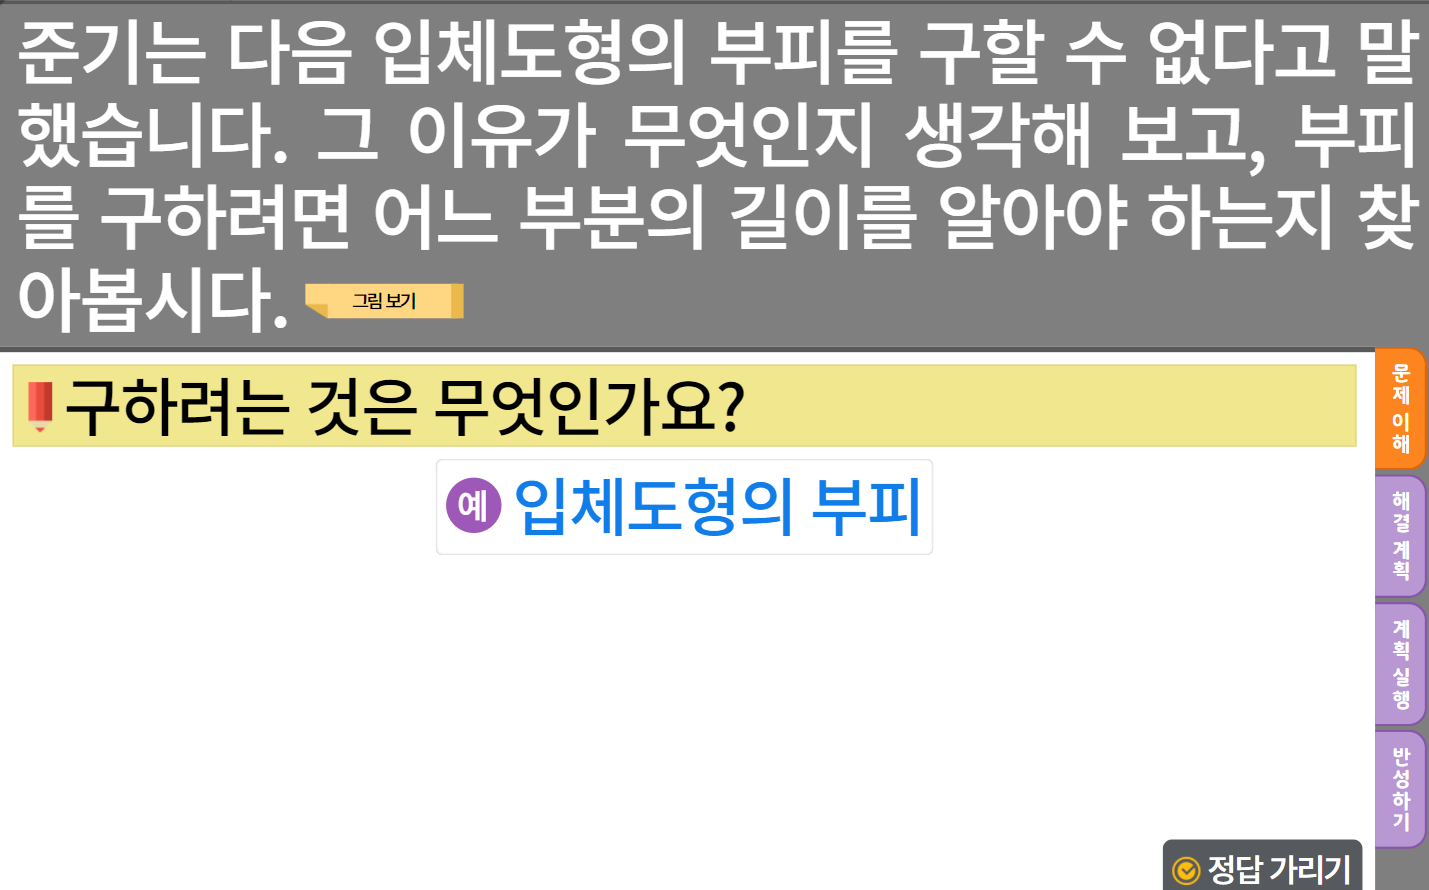 준기는 다음 입체도형의 부피를 구할 수 없다고 말
했습니다. 그 이유가 무엇인지 생각해 보고, 부피
를 구하려면 어느 부분의 길이를 알아야 하는지 찾
아봅시다. 그림 보기
구하려는 것은 무엇인가요?
예 입체도형의 부피
문제 이해
해결 계획
계획 실행
반성하기
정답 가리기